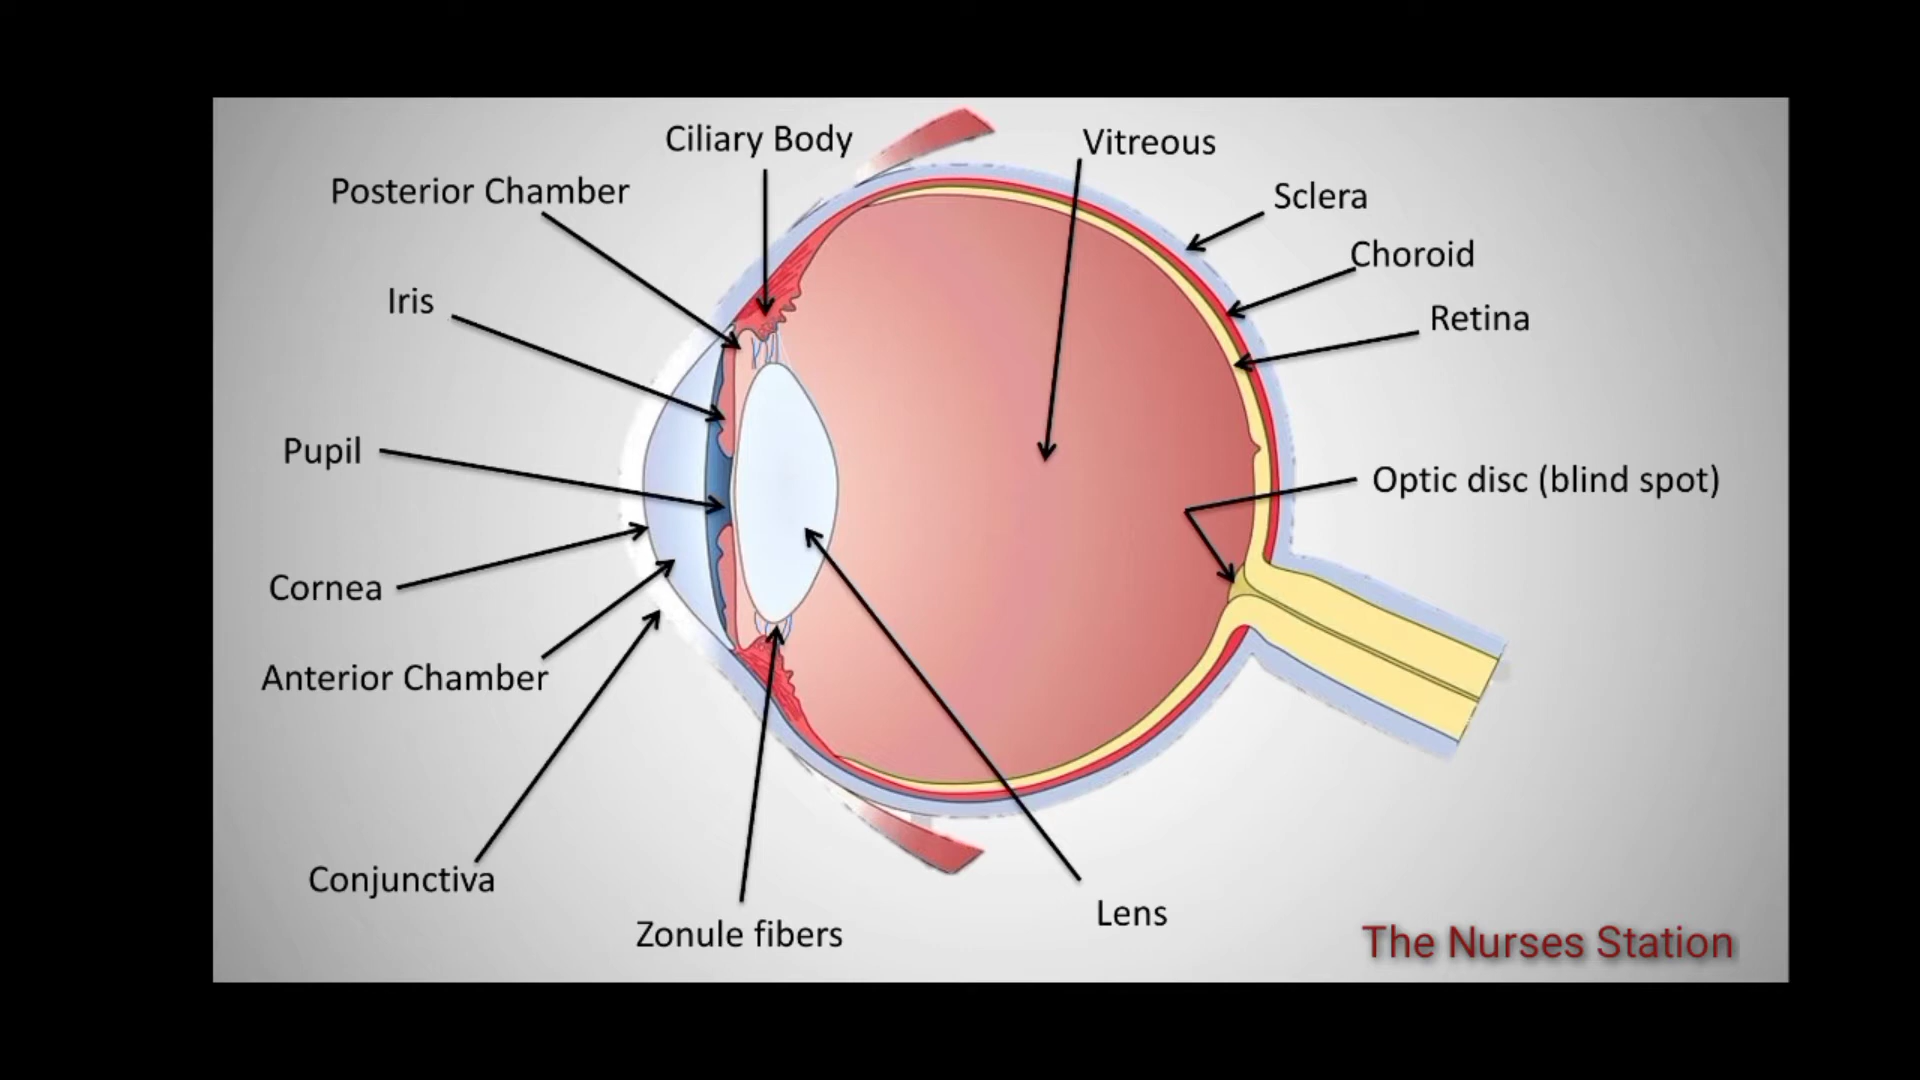 Ciliary Body
Vitreous
Posterior Chamber
Sclera
Choroid
Iris
Retina
Pupil
Optic disc (blind spot)
Cornea
Anterior Chamber
Conjunctiva
Lens
Zonule fibers
The Nurses Station